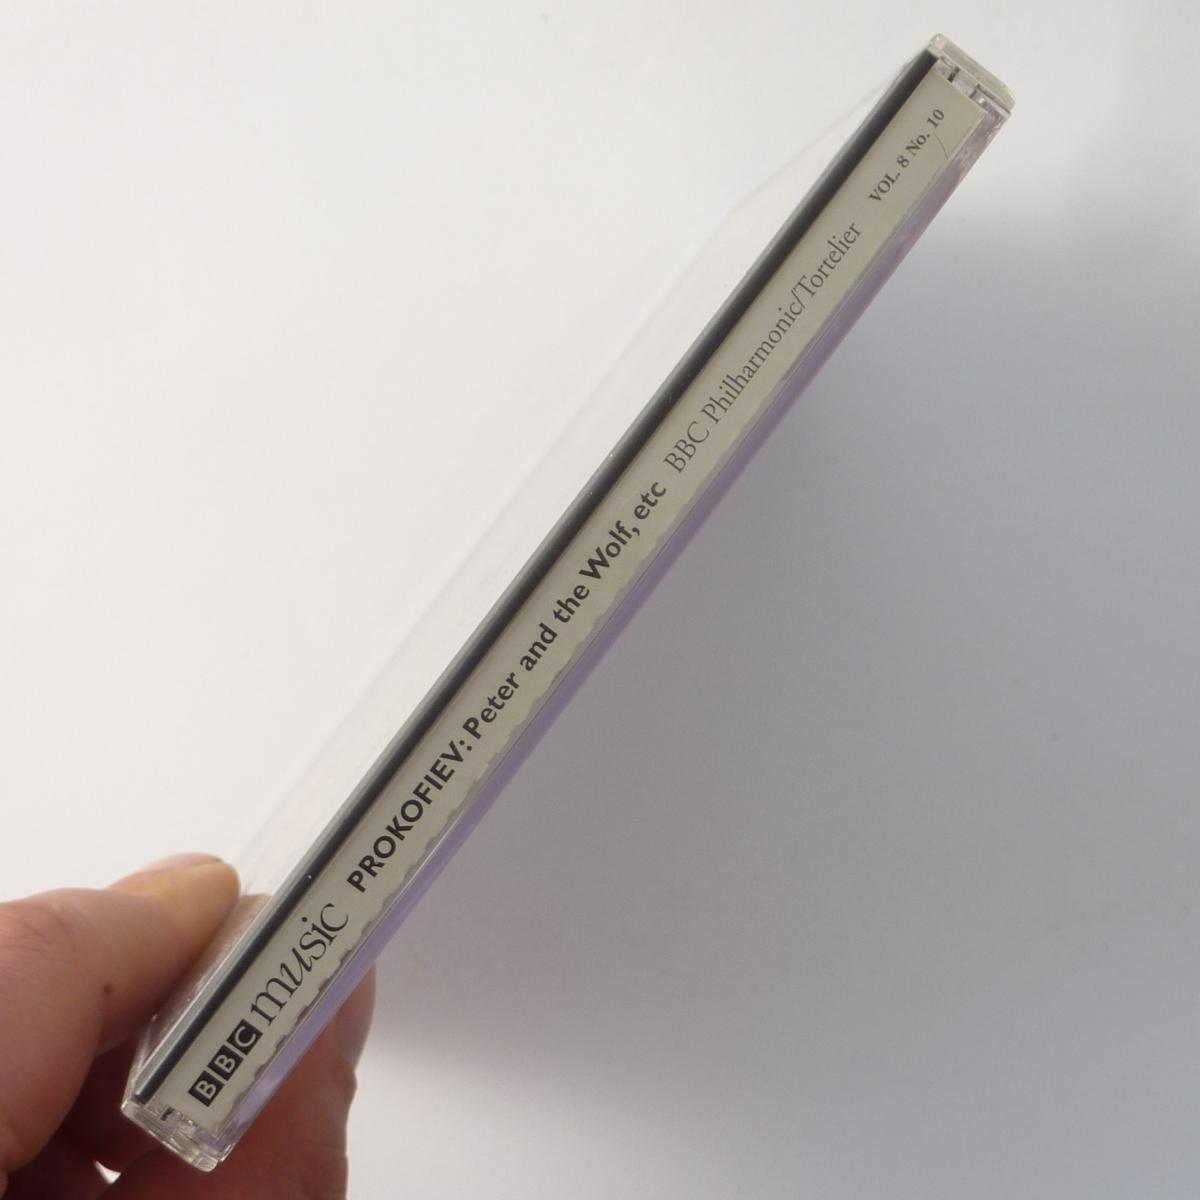 BBC music PROKOFIEV: Peter and the Wolf, etc BBC Philharmonic/Tortelier VOL. 8 No. 10